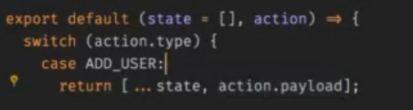 export default (state = [], action) => {
switch (action.type) {
case ADD_USER:
return [ ...state, action.payload];